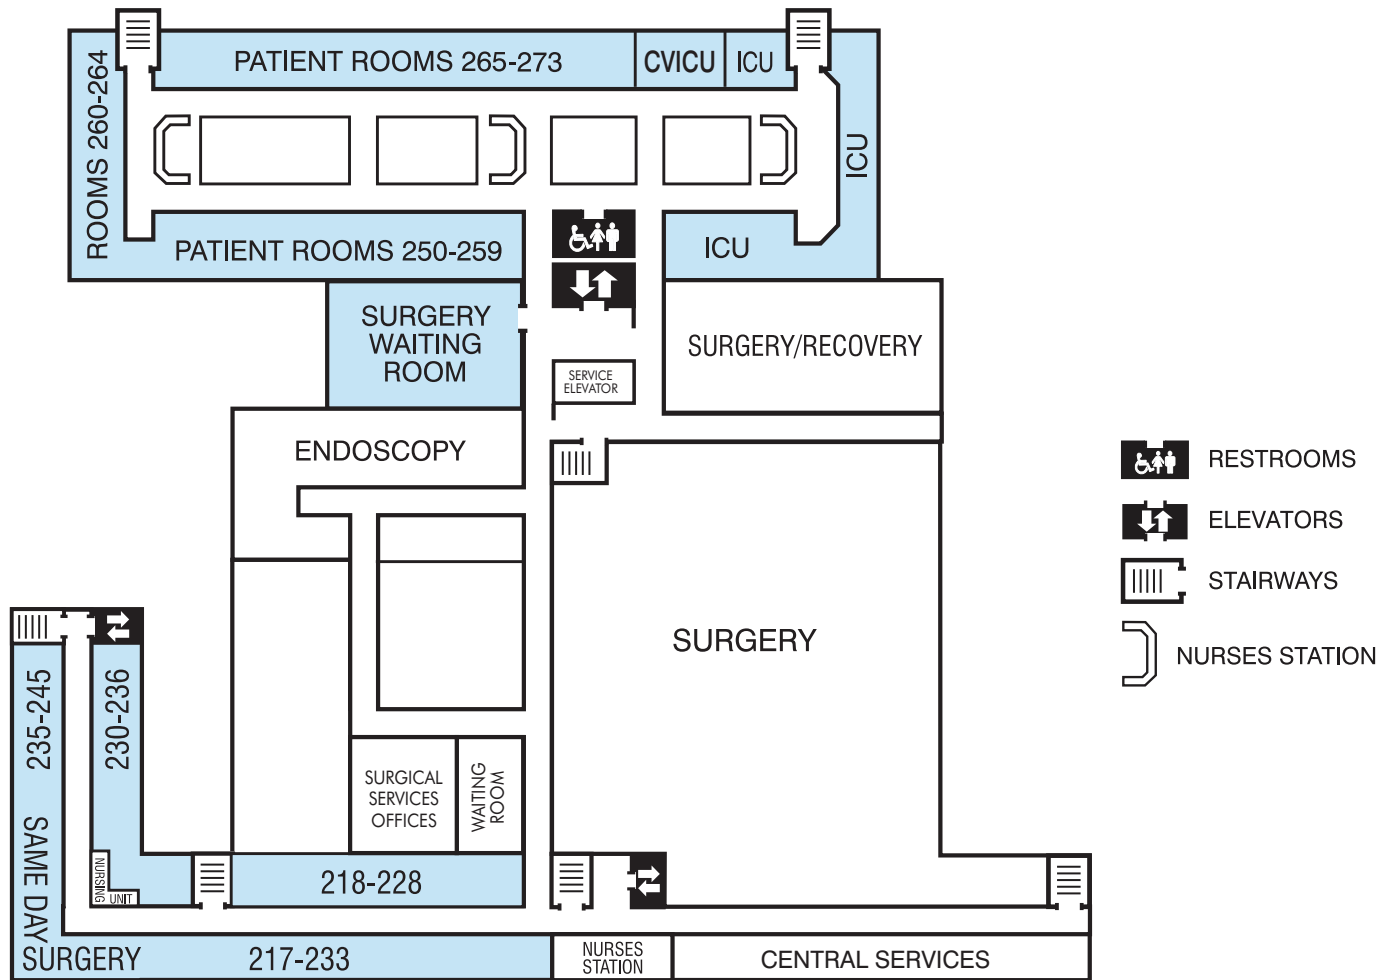 PATIENT ROOMS 265-273
CVICU
ICU
ROOMS 260-264
ICU
PATIENT ROOMS 250-259
ICU
SURGERY
WAITING
ROOM
SERVICE
ELEVATOR
SURGERY/RECOVERY
ENDOSCOPY
RESTROOMS
ELEVATORS
STAIRWAYS
NURSES STATION
SURGERY
235-245
230-236
SURGICAL
SERVICES
OFFICES
WAITING
ROOM
SAME DAY
SURGERY
NURSING
UNIT
218-228
217-233
NURSES
STATION
CENTRAL SERVICES